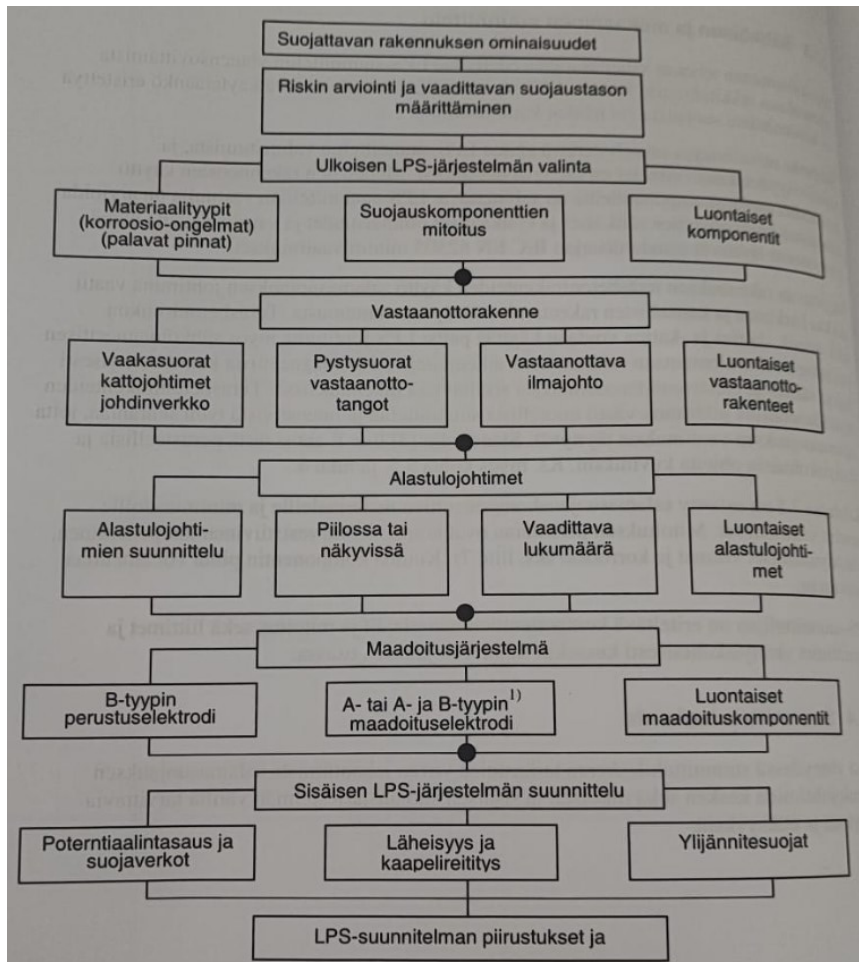 Suojattavan rakennuksen ominaisuudet
Riskin arviointi ja vaadittavan suojaustason
määrittäminen
Ulkoisen LPS-järjestelmän valinta
Materiaalityypit
(korroosio-ongelmat)
(palavat pinnat)
Suojauskomponenttien
mitoitus
Luontaiset
komponentit
Vastaanottorakenne
Vaakasuorat
kattojohtimet
johdinverkko
Pystysuorat
vastaanotto-
tangot
Vastaanottava
ilmajohto
Luontaiset
vastaanotto-
rakenteet
Alastulojohtimet
Alastulojohti-
mien suunnittelu
Piilossa tai
näkyvissä
Vaadittava
lukumäärä
Luontaiset
alastulojohti-
met
Maadoitusjärjestelmä
B-tyypin
perustuselektrodi
A- tai A- ja B-tyypin¹⁾
maadoituselektrodi
Luontaiset
maadoituskomponentit
Sisäisen LPS-järjestelmän suunnittelu
Poterntiaalintasaus ja
suojaverkot
Läheisyys ja
kaapelireititys
Ylijännitesuojat
LPS-suunnitelman piirustukset ja